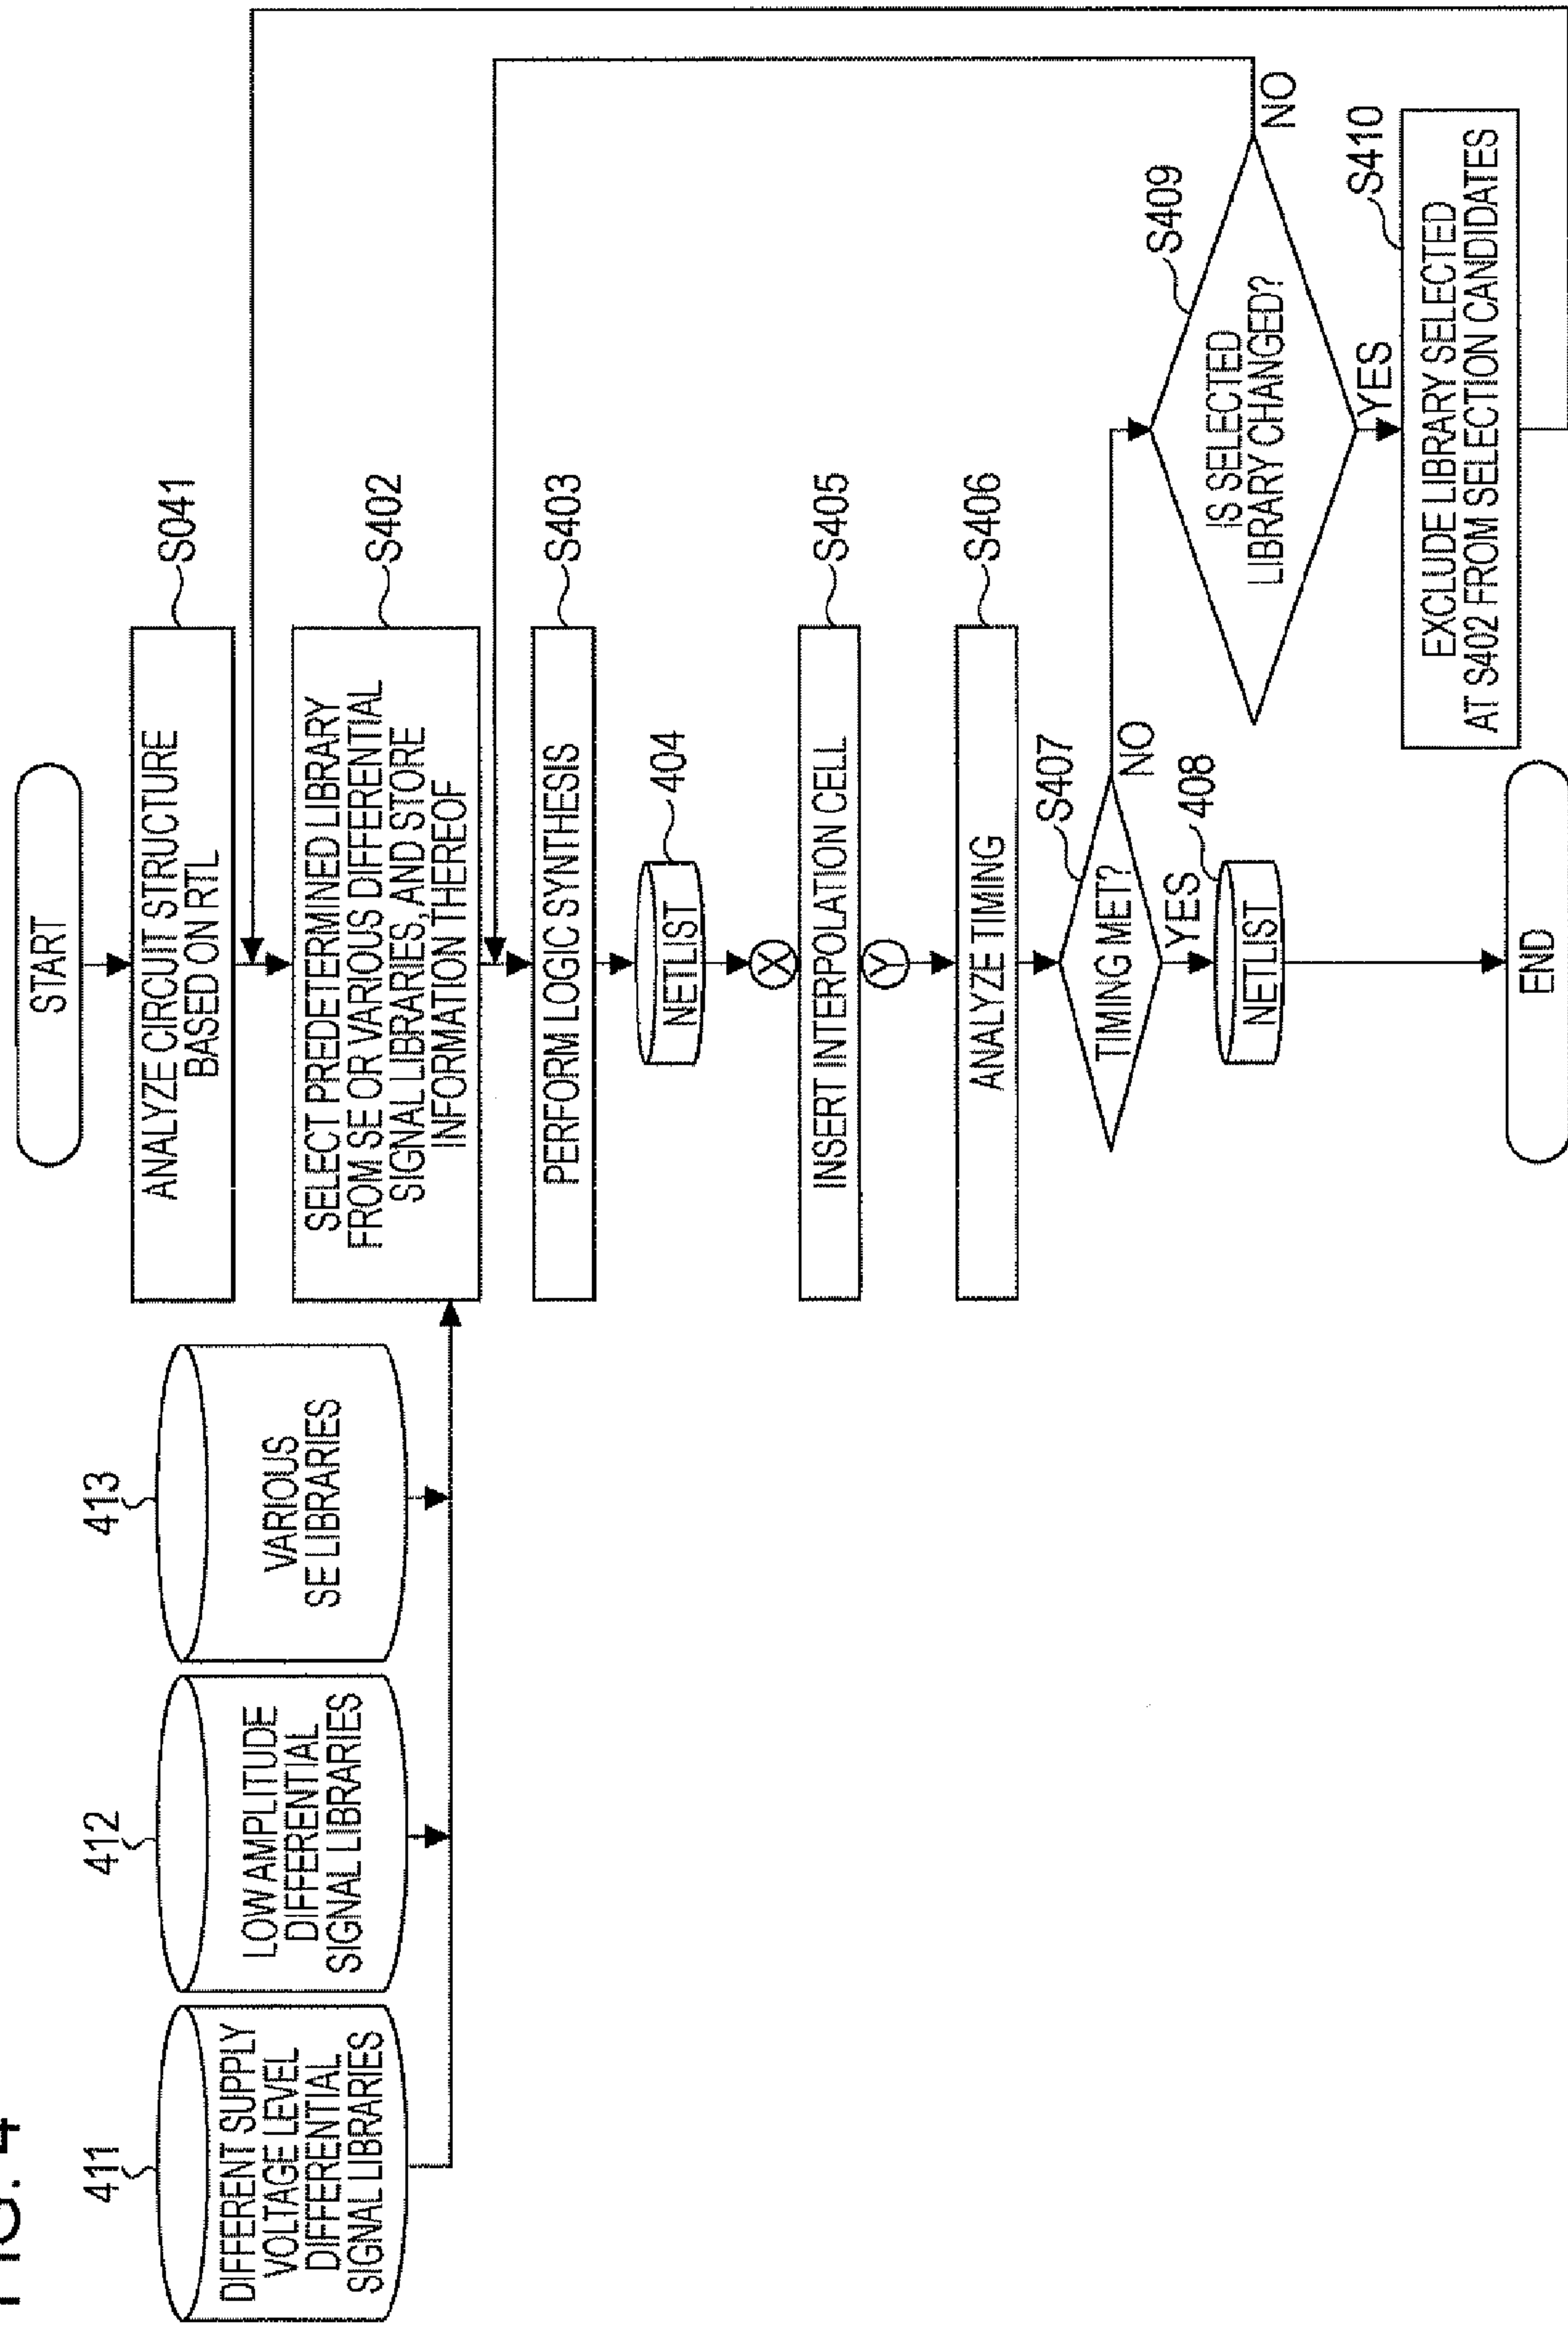 FIG. 4
START
ANALYZE CIRCUIT STRUCTURE
BASED ON RTL
S041
411
DIFFERENT SUPPLY
VOLTAGE LEVEL
DIFFERENTIAL
SIGNAL LIBRARIES
412
LOW AMPLITUDE
DIFFERENTIAL
SIGNAL LIBRARIES
413
VARIOUS
SE LIBRARIES
SELECT PREDETERMINED LIBRARY
FROM SE OR VARIOUS DIFFERENTIAL
SIGNAL LIBRARIES, AND STORE
INFORMATION THEREOF
S402
PERFORM LOGIC SYNTHESIS
S403
NETLIST
404
X
INSERT INTERPOLATION CELL
S405
Y
ANALYZE TIMING
S406
TIMING MET?
S407
NO
YES
NETLIST
408
IS SELECTED
LIBRARY CHANGED?
S409
NO
YES
EXCLUDE LIBRARY SELECTED
AT S402 FROM SELECTION CANDIDATES
S410
END